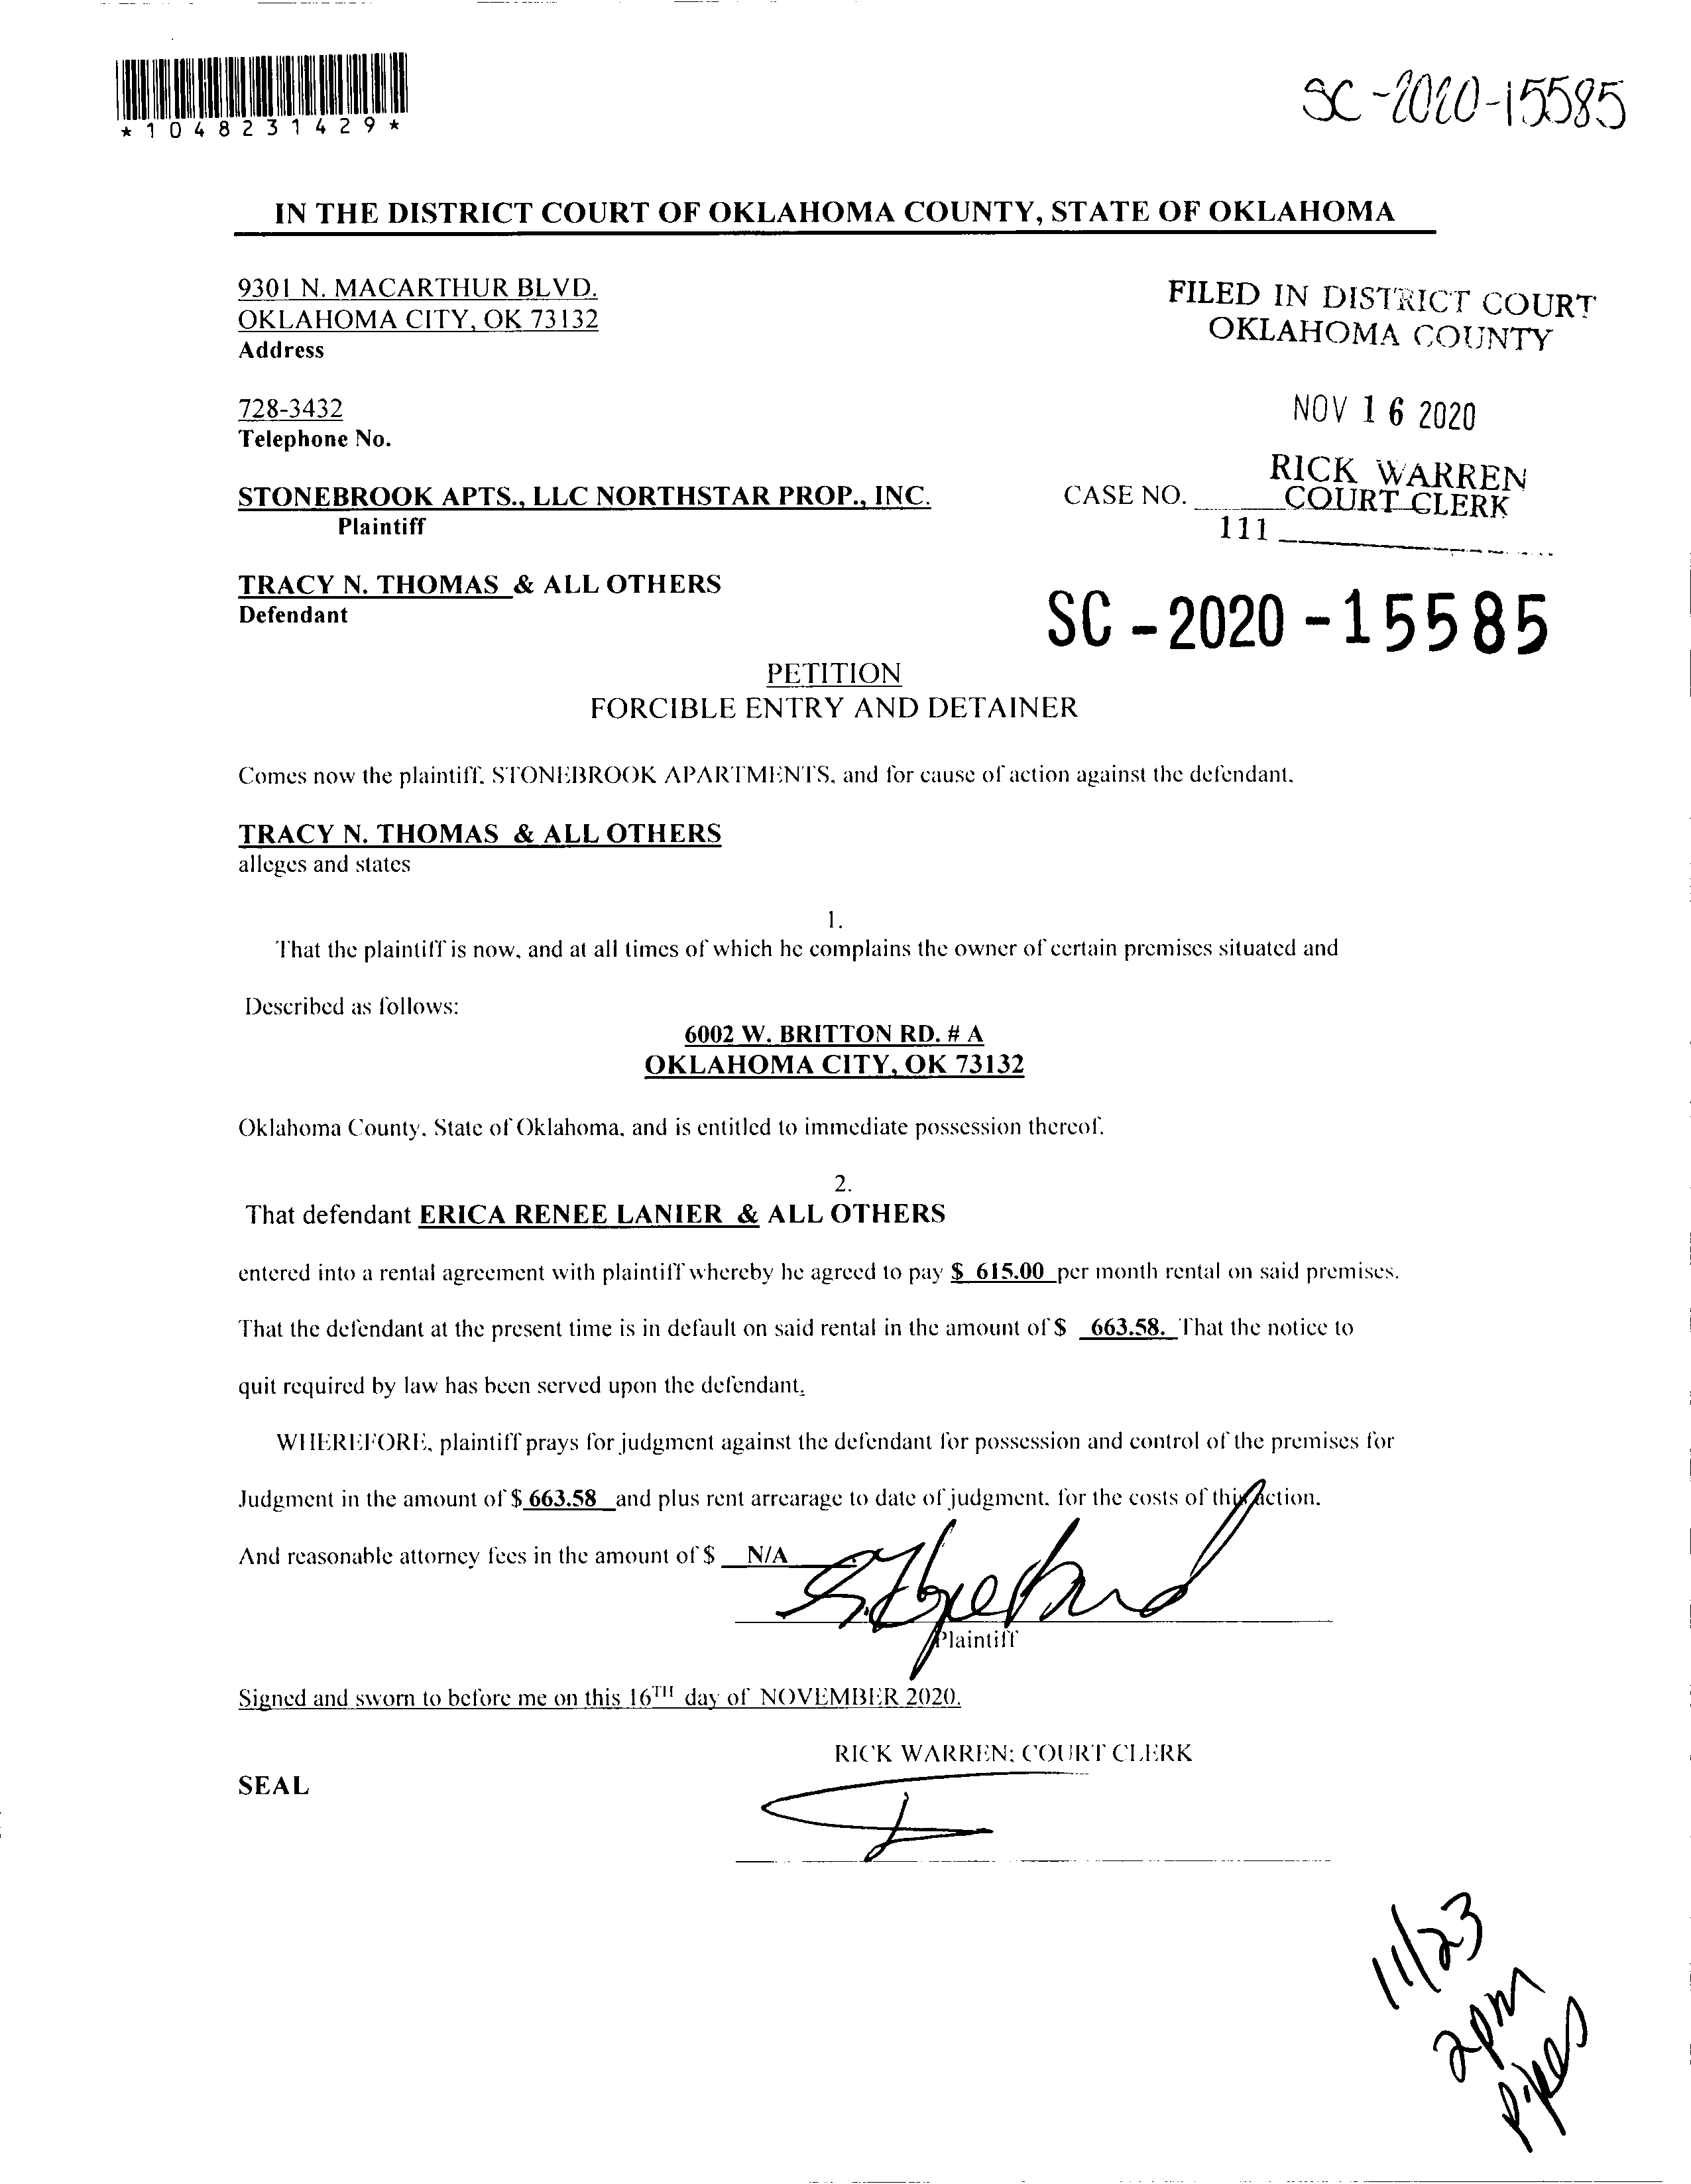 *1048231429*
SC-2020-15585
IN THE DISTRICT COURT OF OKLAHOMA COUNTY, STATE OF OKLAHOMA
9301 N. MACARTHUR BLVD.
OKLAHOMA CITY, OK 73132
Address
FILED IN DISTRICT COURT
OKLAHOMA COUNTY
728-3432
Telephone No.
NOV 16 2020
RICK WARREN
COURT CLERK
STONEBROOK APTS., LLC NORTHSTAR PROP., INC.
Plaintiff
CASE NO.
111
TRACY N. THOMAS & ALL OTHERS
Defendant
SC-2020-15585
PETITION
FORCIBLE ENTRY AND DETAINER
Comes now the plaintiff. STONEBROOK APARTMENTS, and for cause of action against the defendant.
TRACY N. THOMAS & ALL OTHERS
alleges and states
1.
That the plaintiff is now, and at all times of which he complains the owner of certain premises situated and
Described as follows:
6002 W. BRITTON RD. # A
OKLAHOMA CITY, OK 73132
Oklahoma County, State of Oklahoma, and is entitled to immediate possession thereof.
2.
That defendant ERICA RENEE LANIER & ALL OTHERS
entered into a rental agreement with plaintiff whereby he agreed to pay $ 615.00 per month rental on said premises.
That the defendant at the present time is in default on said rental in the amount of $ 663.58. That the notice to
quit required by law has been served upon the defendant.
WHEREFORE, plaintiff prays for judgment against the defendant for possession and control of the premises for
Judgment in the amount of $ 663.58 and plus rent arrearage to date of judgment, for the costs of this action.
And reasonable attorney fees in the amount of $ N/A
Plaintiff
Signed and sworn to before me on this 16TH day of NOVEMBER 2020.
RICK WARREN: COURT CLERK
SEAL
11/23
2pm
Pipes